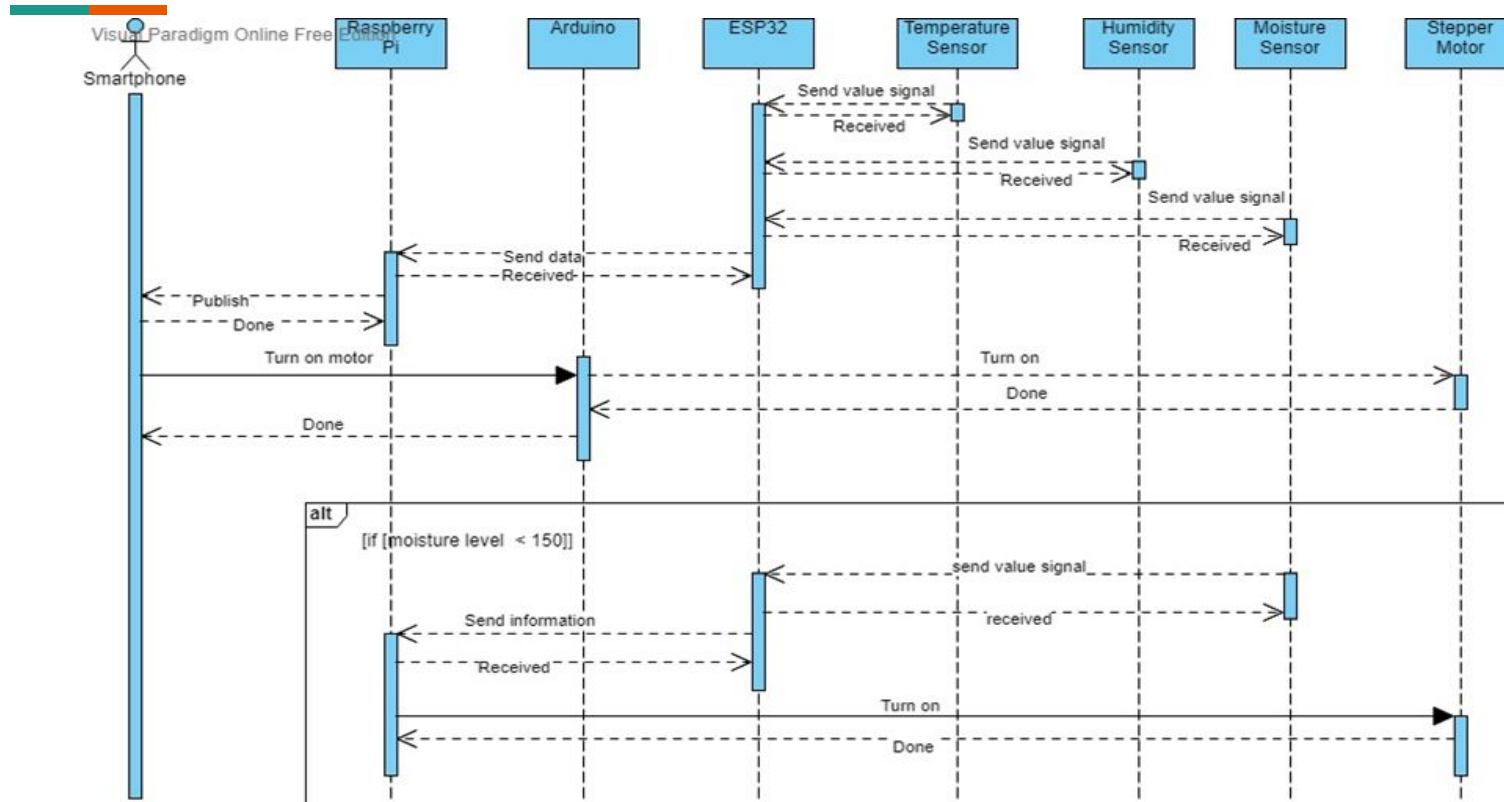 Visual Paradigm Online Free Edition
Smartphone
Raspberry
Pi
Arduino
ESP32
Temperature
Sensor
Humidity
Sensor
Moisture
Sensor
Stepper
Motor
Send value signal
Received
Send value signal
Received
Send value signal
Received
Send data
Received
Publish
Done
Turn on motor
Turn on
Done
Done
alt
[if [moisture level < 150]]
send value signal
received
Send information
Received
Turn on
Done